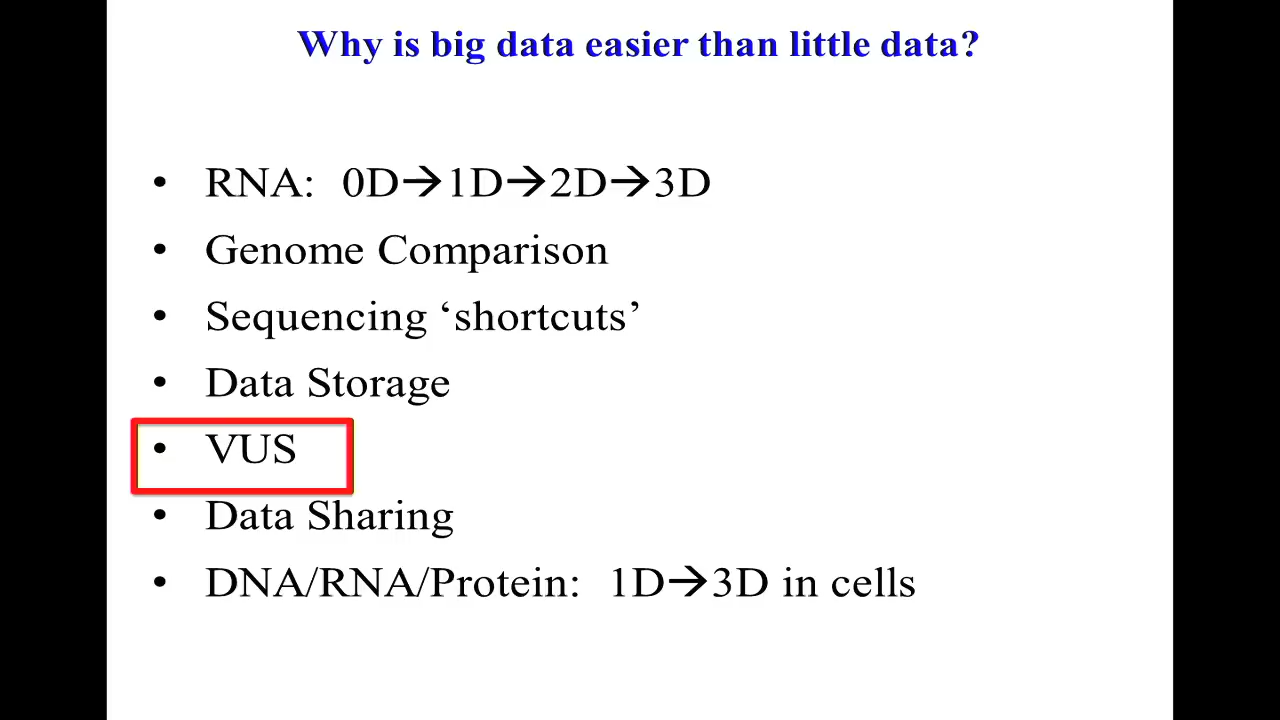 Why is big data easier than little data?
• RNA: 0D→1D→2D→3D
• Genome Comparison
• Sequencing ‘shortcuts’
• Data Storage
• VUS
• Data Sharing
• DNA/RNA/Protein: 1D→3D in cells